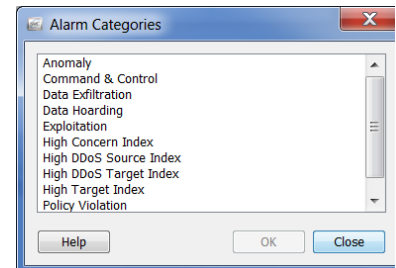 Alarm Categories
Anomaly
Command & Control
Data Exfiltration
Data Hoarding
Exploitation
High Concern Index
High DDoS Source Index
High DDoS Target Index
High Target Index
Policy Violation
Help
OK
Close